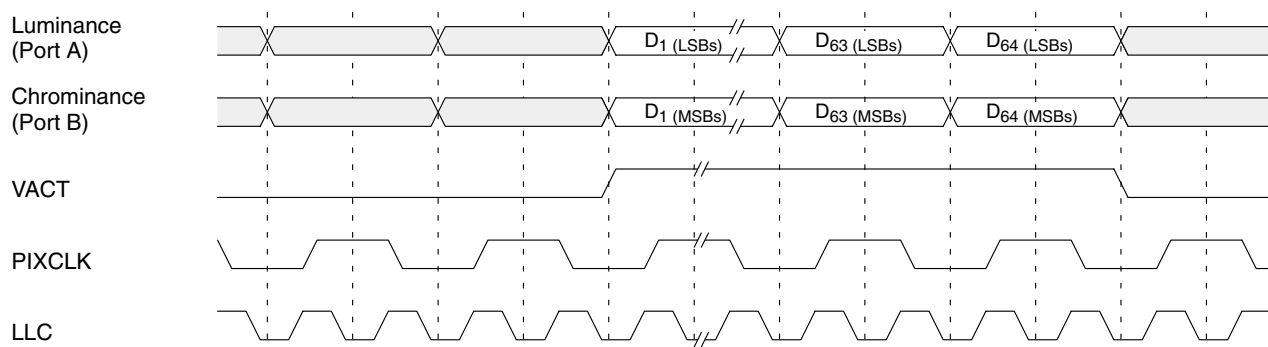 Luminance
(Port A)
D1 (LSBs) D63 (LSBs) D64 (LSBs)
Chrominance
(Port B)
D1 (MSBs) D63 (MSBs) D64 (MSBs)
VACT
PIXCLK
LLC